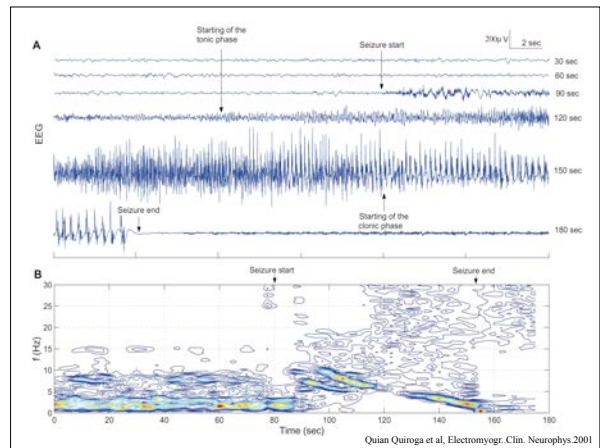 Starting of the
tonic phase
A
Seizure start
200µV
2 sec
30 sec
60 sec
90 sec
120 sec
EEG
150 sec
Seizure end
Starting of the
clonic phase
180 sec
B
Seizure start
Seizure end
30
25
20
15
10
5
0
f (Hz)
0 20 40 60 80 100 120 140 160 180
Time (sec)
Quian Quiroga et al, Electromyogr..Clin. Neurophys.2001